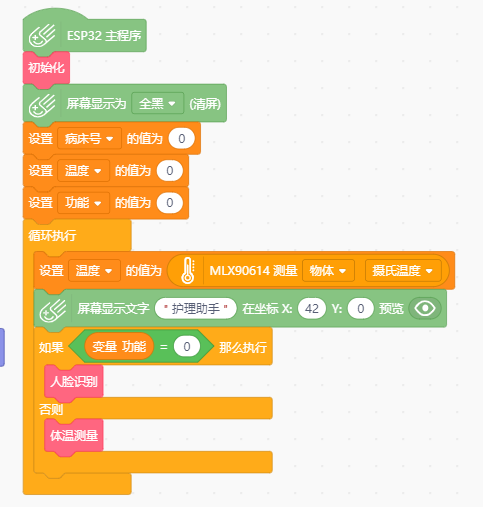 ESP32 主程序
初始化
屏幕显示为 全黑 (清屏)
设置 病床号 的值为 0
设置 温度 的值为 0
设置 功能 的值为 0
循环执行
设置 温度 的值为 MLX90614 测量 物体 摄氏温度
屏幕显示文字 " 护理助手 " 在坐标 X: 42 Y: 0 预览
如果 变量 功能 = 0 那么执行
人脸识别
否则
体温测量